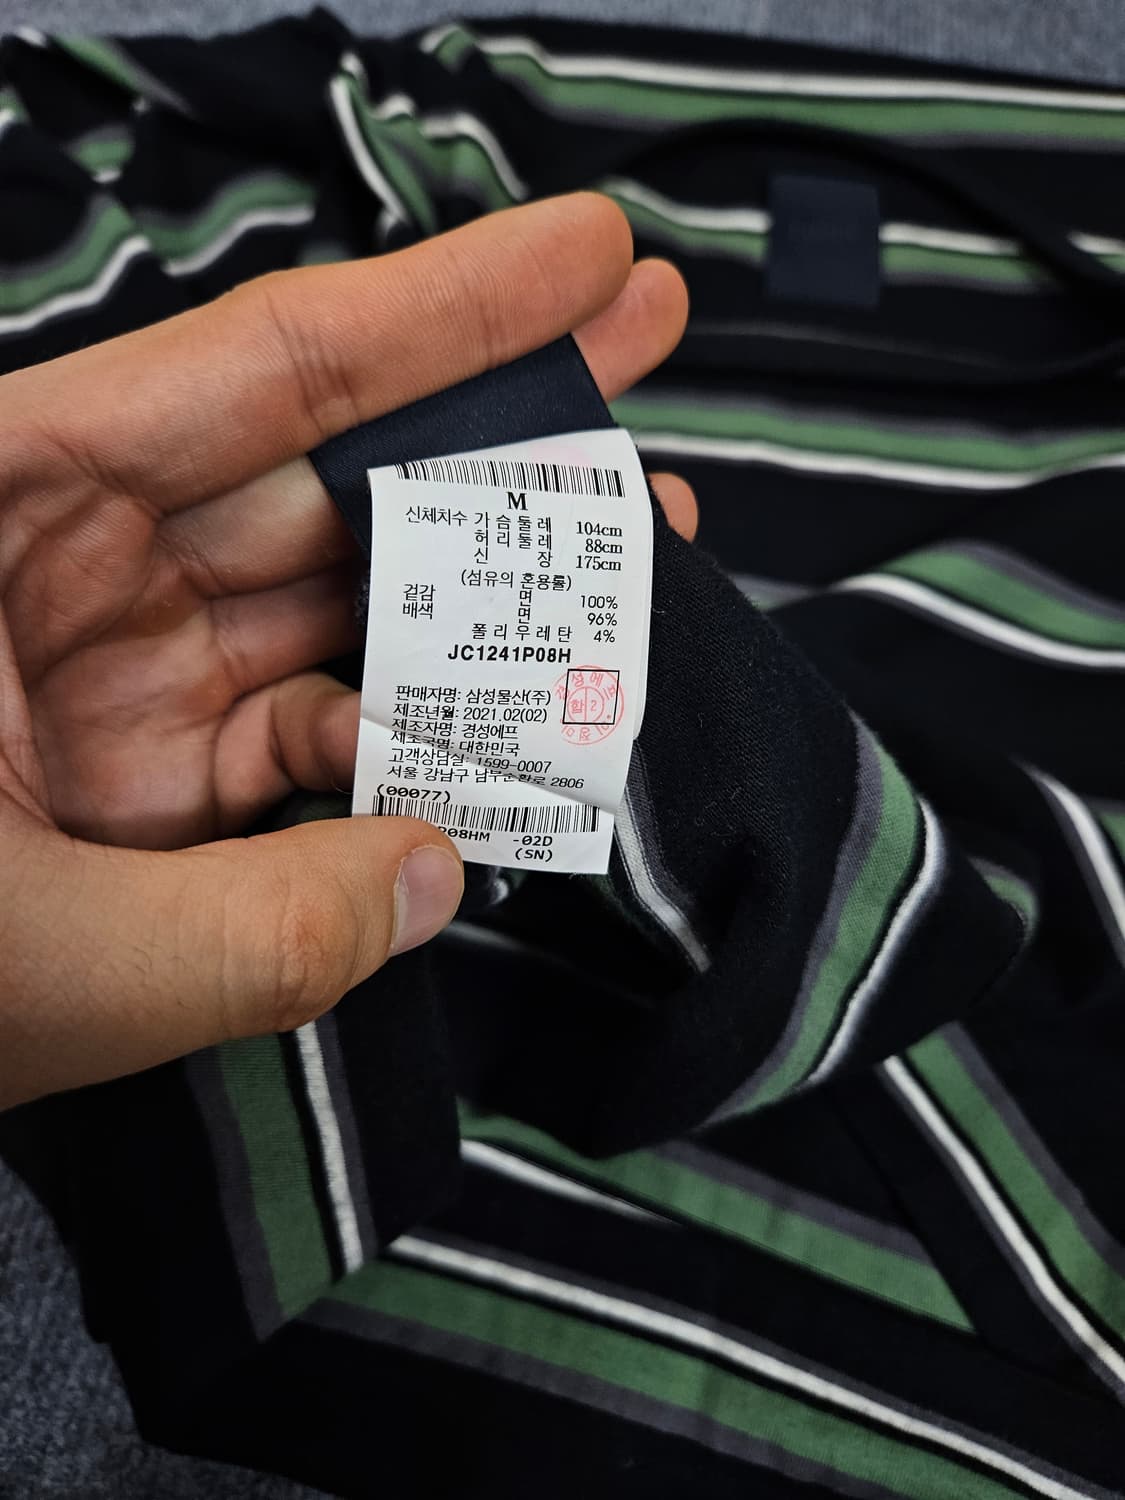 M
신체치수 가슴둘레 104cm
허리둘레 88cm
신장 175cm
(섬유의 혼용률)
겉감 면 100%
배색 면 96%
폴리우레탄 4%
JC1241P08H
판매자명: 삼성물산(주)
제조년월: 2021.02(02)
제조자명: 경성에프
제조국명: 대한민국
고객상담실: 1599-0007
서울 강남구 남부순환로 2806
(00077)
P08HM -02D
(SN)